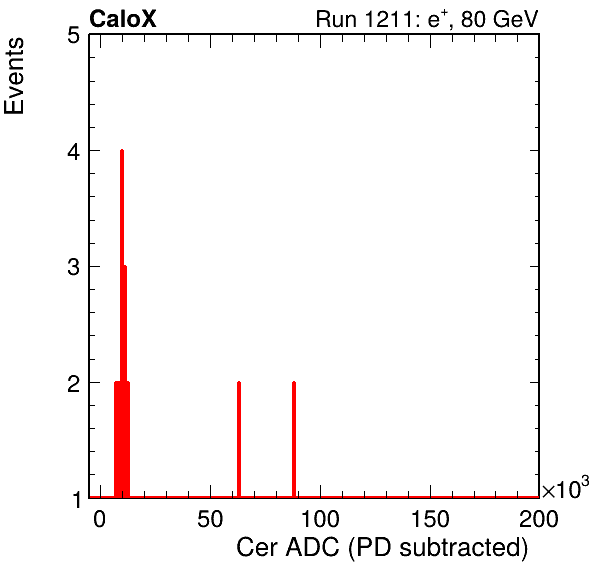 CaloX Run 1211: e⁺, 80 GeV
Events
5
4
3
2
1
0 50 100 150 200
×10³
Cer ADC (PD subtracted)